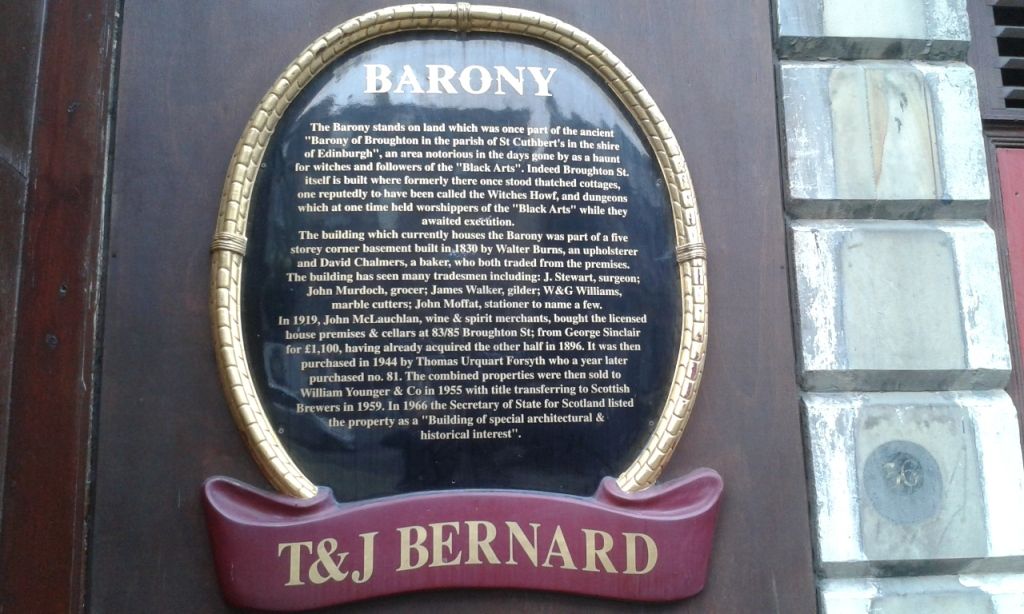 BARONY
The Barony stands on land which was once part of the ancient
"Barony of Broughton in the parish of St Cuthbert's in the shire
of Edinburgh", an area notorious in the days gone by as a haunt
for witches and followers of the "Black Arts". Indeed Broughton St.
itself is built where formerly there once stood thatched cottages,
one reputedly to have been called the Witches Howf, and dungeons
which at one time held worshippers of the "Black Arts" while they
awaited execution.
The building which currently houses the Barony was part of a five
storey corner basement built in 1830 by Walter Burns, an upholsterer
and David Chalmers, a baker, who both traded from the premises.
The building has seen many tradesmen including: J. Stewart, surgeon;
John Murdoch, grocer; James Walker, gilder; W&G Williams,
marble cutters; John Moffat, stationer to name a few.
In 1919, John McLauchlan, wine & spirit merchants, bought the licensed
house premises & cellars at 83/85 Broughton St; from George Sinclair
for £1,100, having already acquired the other half in 1896. It was then
purchased in 1944 by Thomas Urquart Forsyth who a year later
purchased no. 81. The combined properties were then sold to
William Younger & Co in 1955 with title transferring to Scottish
Brewers in 1959. In 1966 the Secretary of State for Scotland listed
the property as a "Building of special architectural &
historical interest".
T&J BERNARD